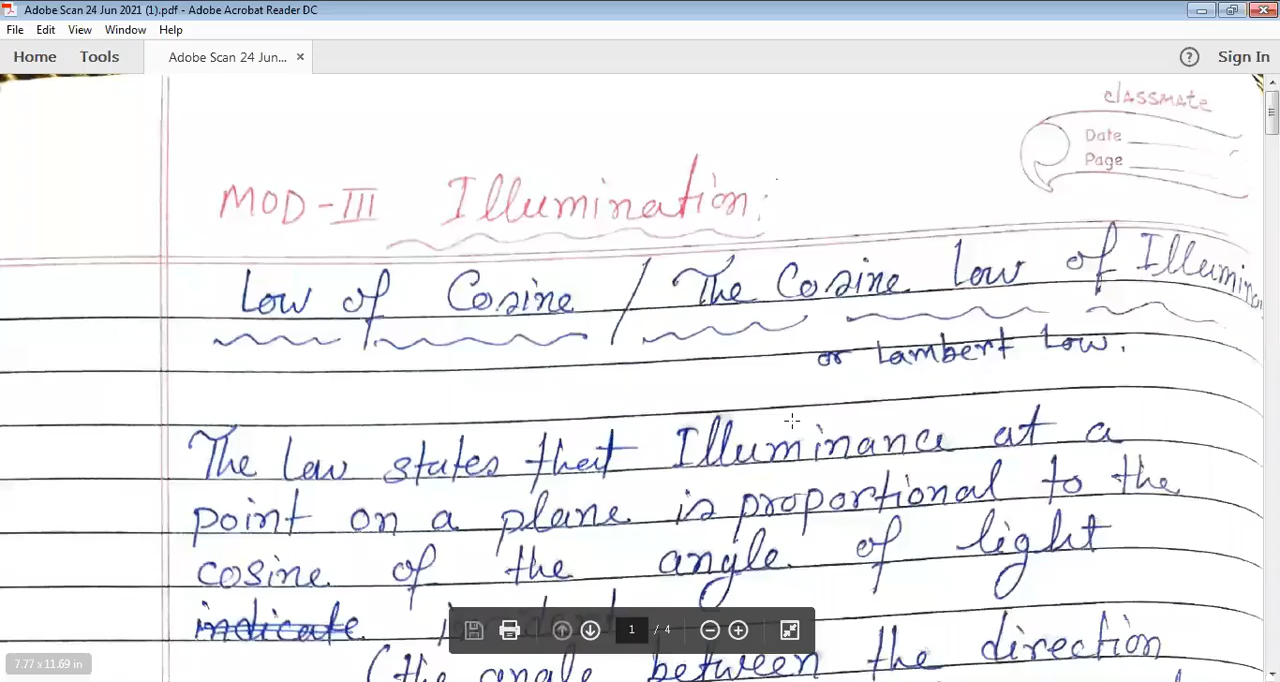 Adobe Scan 24 Jun 2021 (1).pdf - Adobe Acrobat Reader DC
File Edit View Window Help
Home Tools Adobe Scan 24 Jun... × ? Sign In
classmate
Date
Page
MOD-III Illumination:
Low of Cosine / The Cosine Low of Illumina
or Lambert Low.
The Law states that Illuminance at a
point on a plane is proportional to the
cosine of the angle of light
indicate
1 / 4
(the angle between the direction
7.77 x 11.69 in